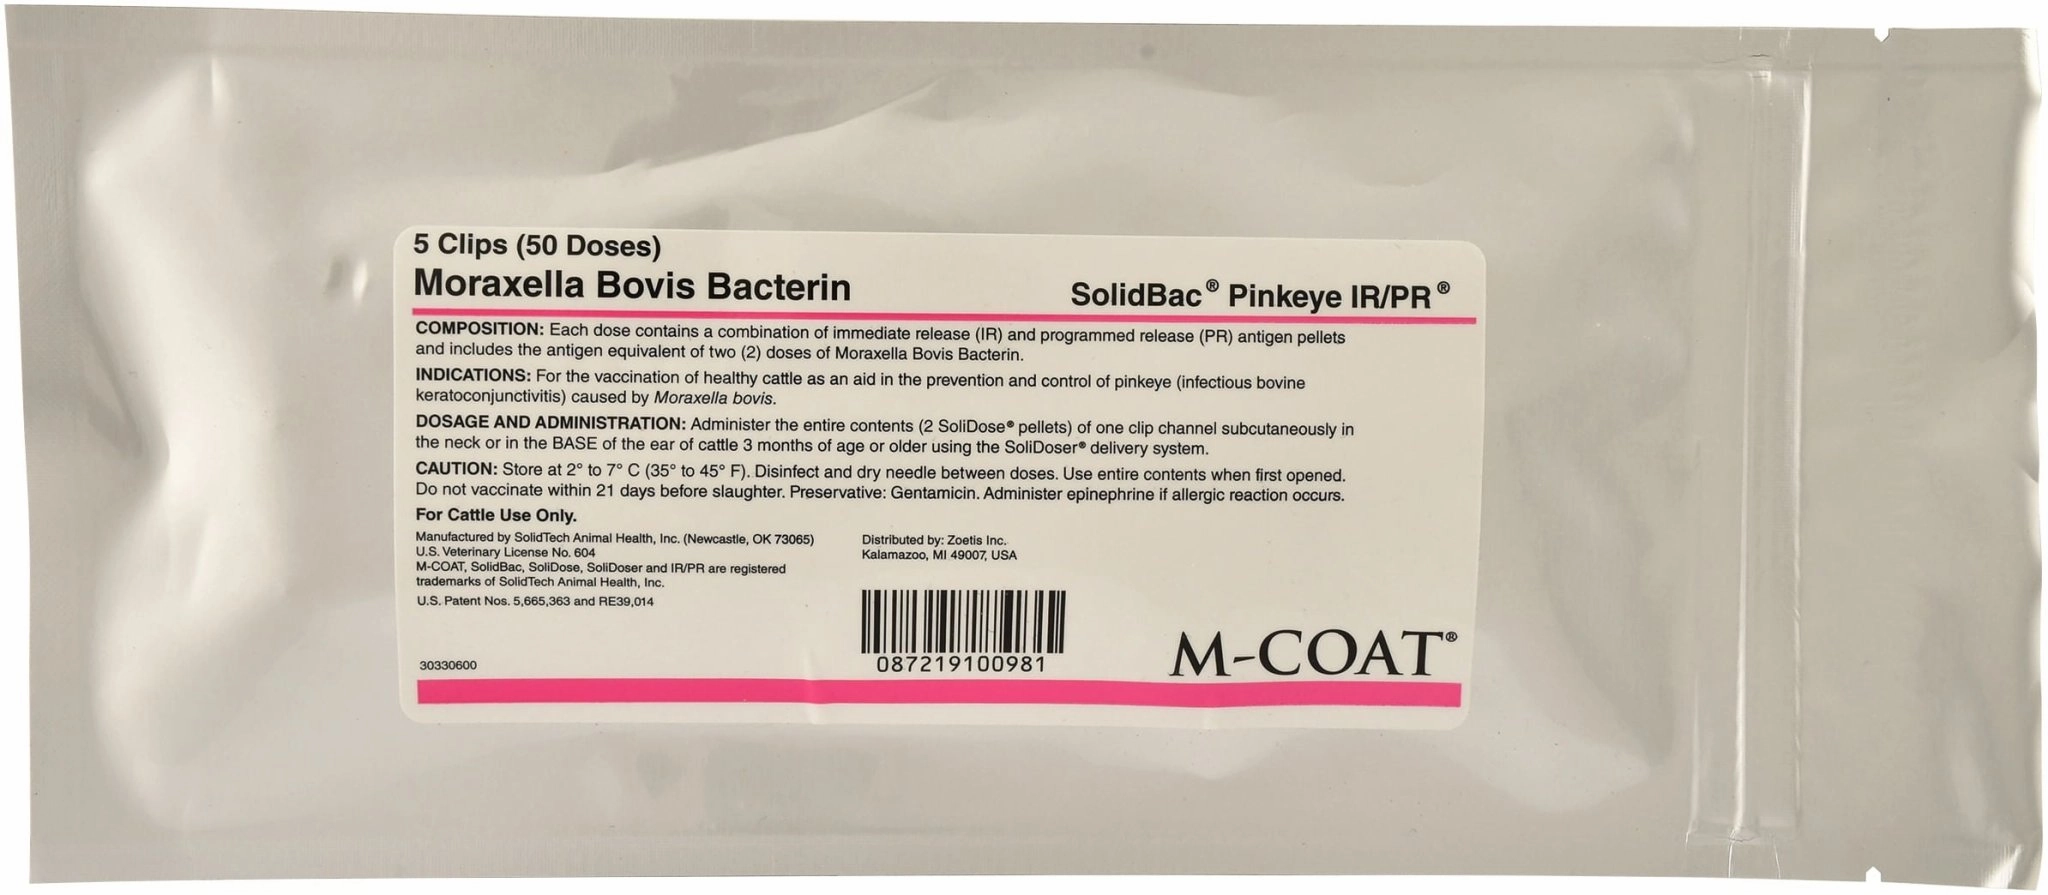 5 Clips (50 Doses)
Moraxella Bovis Bacterin
SolidBac® Pinkeye IR/PR®
COMPOSITION: Each dose contains a combination of immediate release (IR) and programmed release (PR) antigen pellets
and includes the antigen equivalent of two (2) doses of Moraxella Bovis Bacterin.
INDICATIONS: For the vaccination of healthy cattle as an aid in the prevention and control of pinkeye (infectious bovine
keratoconjunctivitis) caused by Moraxella bovis.
DOSAGE AND ADMINISTRATION: Administer the entire contents (2 SoliDose® pellets) of one clip channel subcutaneously in
the neck or in the BASE of the ear of cattle 3 months of age or older using the SoliDoser® delivery system.
CAUTION: Store at 2° to 7° C (35° to 45° F). Disinfect and dry needle between doses. Use entire contents when first opened.
Do not vaccinate within 21 days before slaughter. Preservative: Gentamicin. Administer epinephrine if allergic reaction occurs.
For Cattle Use Only.
Manufactured by SolidTech Animal Health, Inc. (Newcastle, OK 73065)
U.S. Veterinary License No. 604
M-COAT, SolidBac, SoliDose, SoliDoser and IR/PR are registered
trademarks of SolidTech Animal Health, Inc.
U.S. Patent Nos. 5,665,363 and RE39,014
Distributed by: Zoetis Inc.
Kalamazoo, MI 49007, USA
30330600
087219100981
M-COAT®